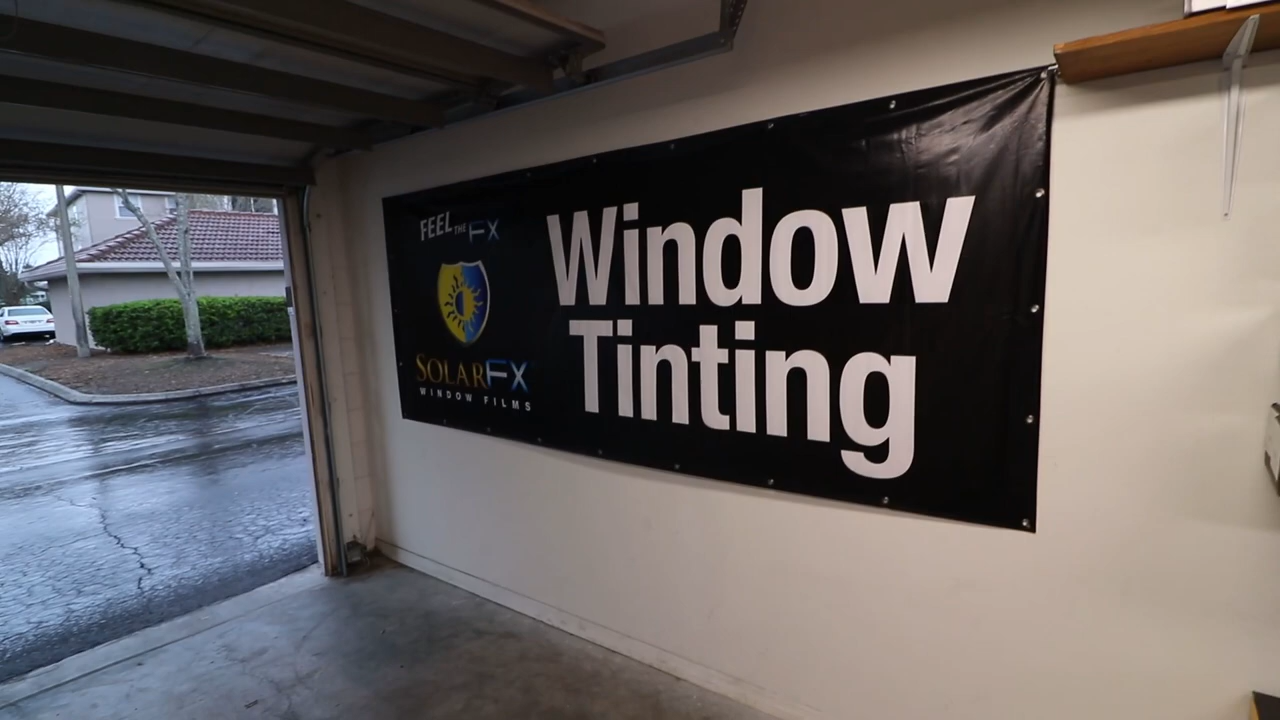 FEEL THE FX
SOLARFX
WINDOW FILMS
Window
Tinting